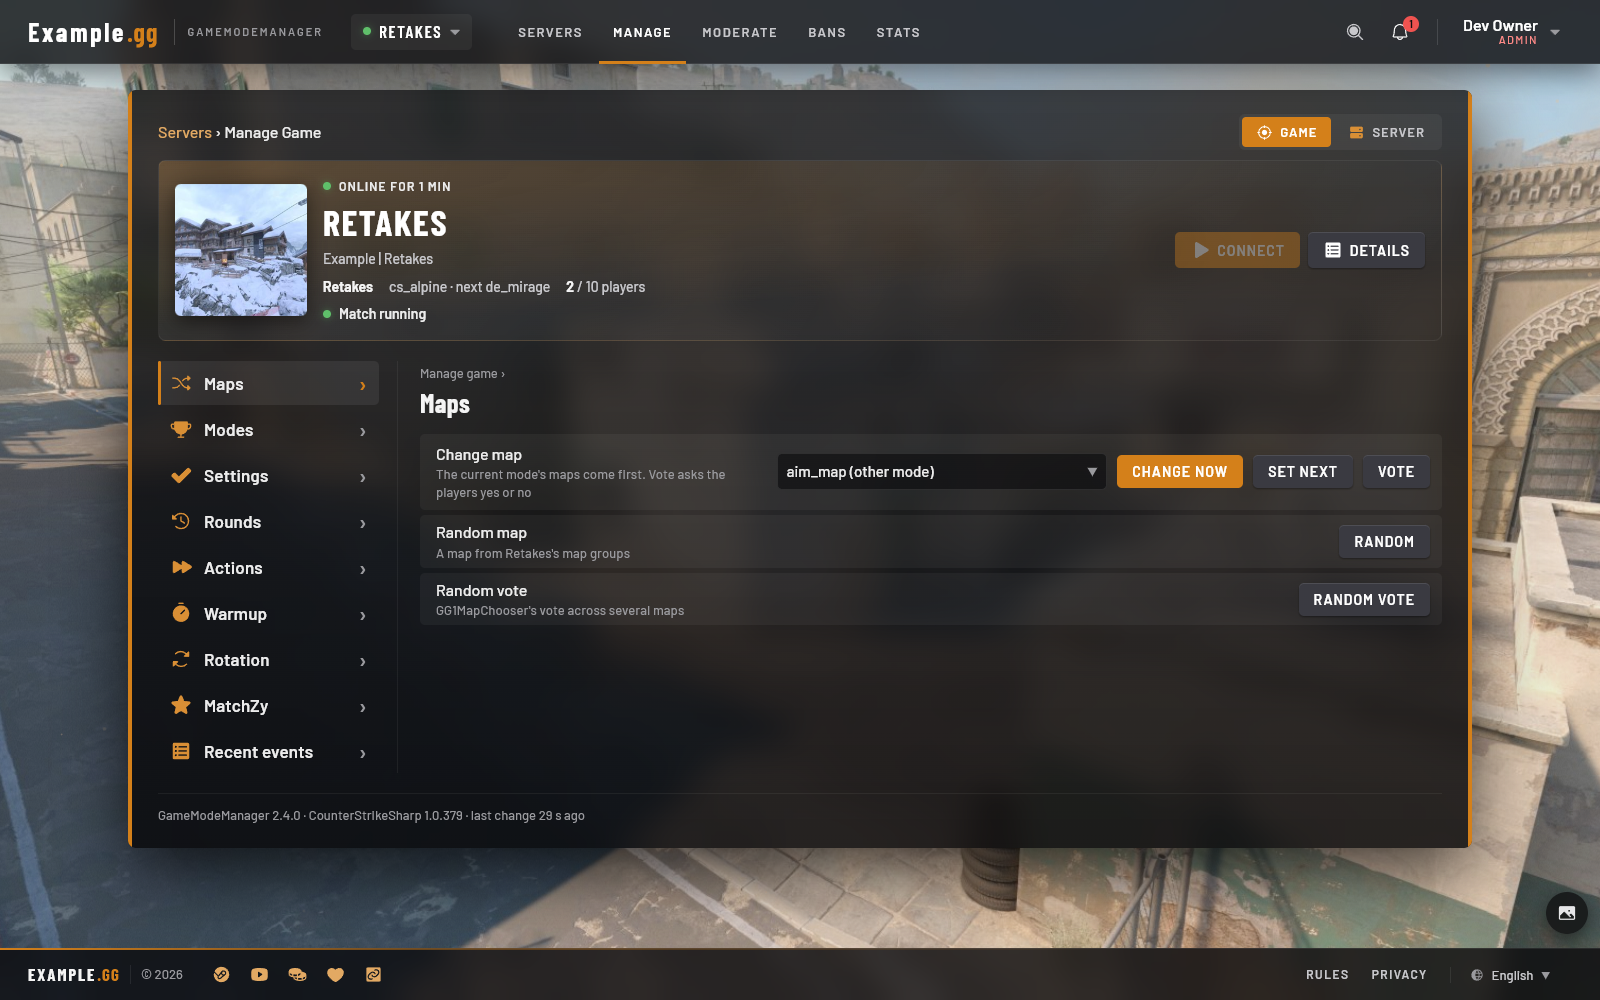 Example.gg
GAMEMODEMANAGER
RETAKES
SERVERS
MANAGE
MODERATE
BANS
STATS
1
Dev Owner
ADMIN
Servers › Manage Game
GAME
SERVER
ONLINE FOR 1 MIN
RETAKES
Example | Retakes
Retakes cs_alpine · next de_mirage 2 / 10 players
Match running
CONNECT
DETAILS
Maps ›
Modes ›
Settings ›
Rounds ›
Actions ›
Warmup ›
Rotation ›
MatchZy ›
Recent events ›
Manage game ›
Maps
Change map
The current mode's maps come first. Vote asks the
players yes or no
aim_map (other mode)
CHANGE NOW
SET NEXT
VOTE
Random map
A map from Retakes's map groups
RANDOM
Random vote
GG1MapChooser's vote across several maps
RANDOM VOTE
GameModeManager 2.4.0 · CounterStrikeSharp 1.0.379 · last change 29 s ago
EXAMPLE.GG
© 2026
RULES
PRIVACY
English